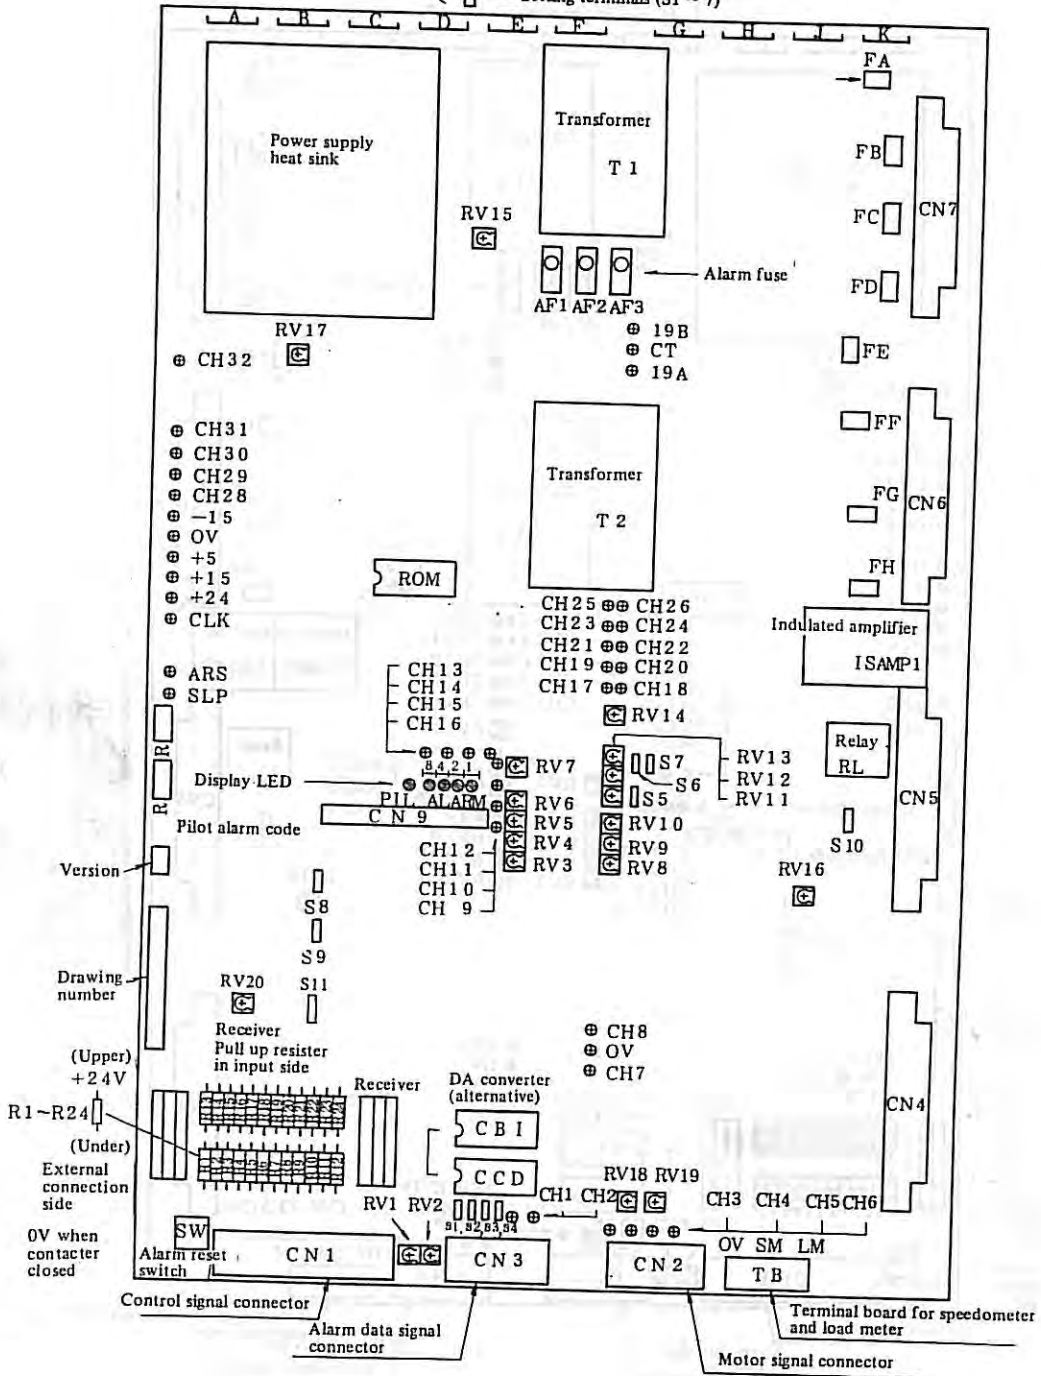 Setting terminals (S1 ~ 7)
A B C D E F G H J K
FA
Power supply
heat sink
Transformer
T 1
FB
CN7
FC
RV15
FD
Alarm fuse
AF1 AF2 AF3
RV17
19B
CT
19A
FE
CH32
FF
CH31
CH30
CH29
CH28
-15
OV
+5
+15
+24
CLK
Transformer
T 2
FG
CN6
FH
ROM
CH25 CH26
CH23 CH24
CH21 CH22
CH19 CH20
CH17 CH18
Indulated amplifier
ISAMP1
ARS
SLP
CH13
CH14
CH15
CH16
RV14
Relay
RL
R
R
8 4 2 1
RV7
S7
S6
S5
RV13
RV12
RV11
CN5
Display LED
PIL ALARM
CN9
Pilot alarm code
RV6
RV5
RV4
RV3
RV10
RV9
RV8
S10
RV16
Version
CH12
CH11
CH10
CH 9
S8
S9
Drawing
number
RV20
S11
Receiver
Pull up resister
in input side
CH8
OV
CH7
(Upper)
+24V
R1~R24
(Under)
External
connection
side
Receiver
DA converter
(alternative)
CBI
CCD
CN4
RV18 RV19
RV1 RV2
S1 S2 S3 S4
CH1 CH2
CH3 CH4 CH5 CH6
OV SM LM
0V when
contacter
closed
SW
Alarm reset
switch
CN1
CN3
CN2
TB
Control signal connector
Alarm data signal
connector
Terminal board for speedometer
and load meter
Motor signal connector